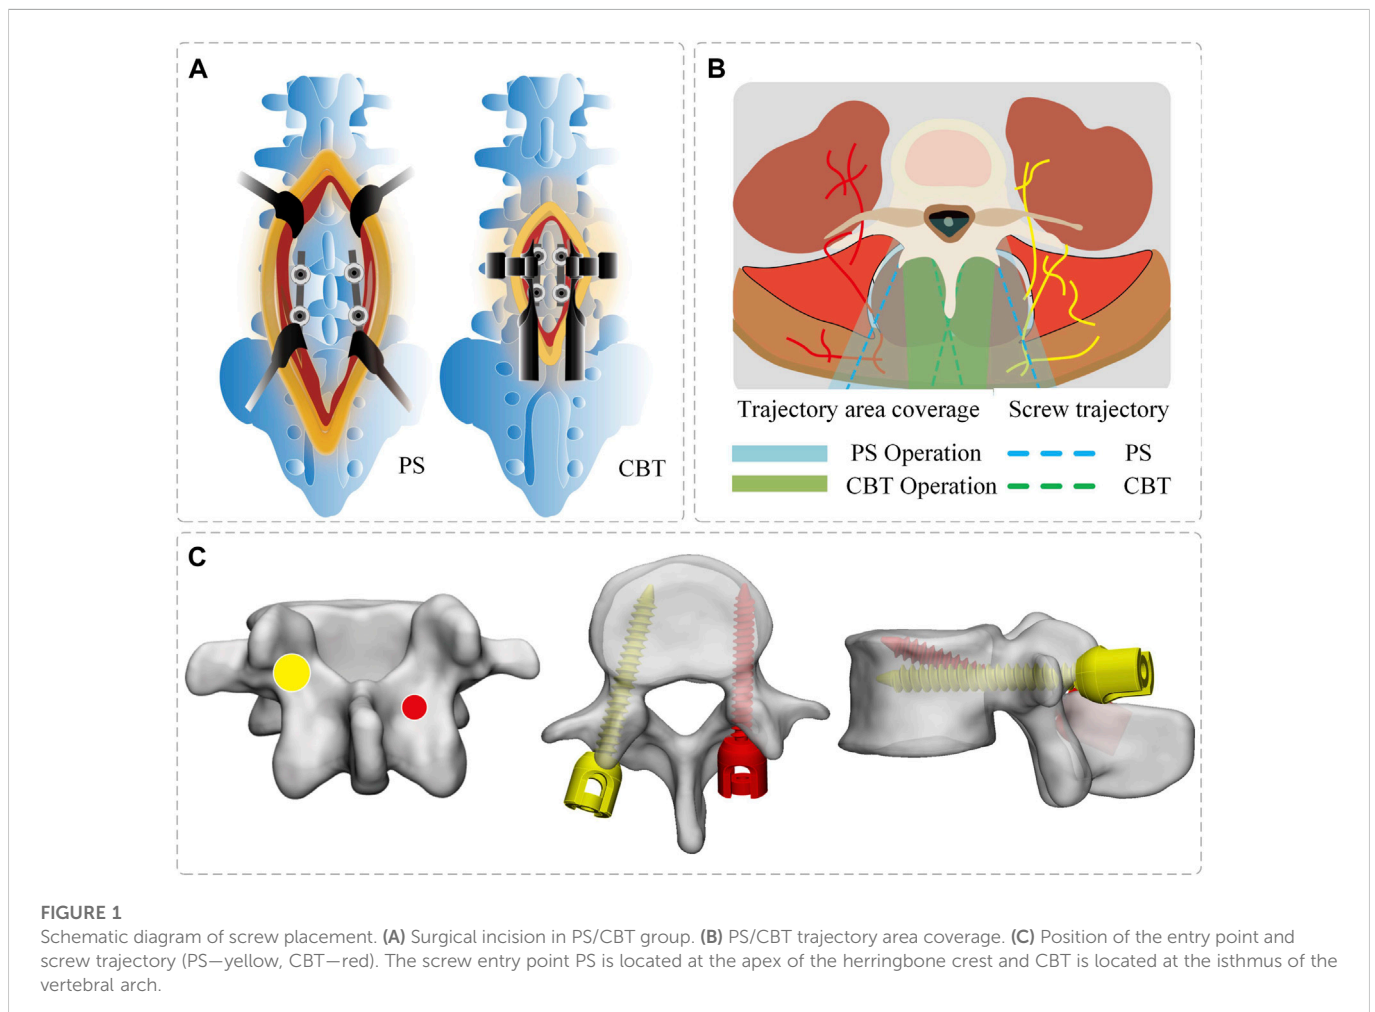 A
PS
CBT
B
Trajectory area coverage
Screw trajectory
PS Operation
PS
CBT Operation
CBT
C
FIGURE 1
Schematic diagram of screw placement. (A) Surgical incision in PS/CBT group. (B) PS/CBT trajectory area coverage. (C) Position of the entry point and
screw trajectory (PS—yellow, CBT—red). The screw entry point PS is located at the apex of the herringbone crest and CBT is located at the isthmus of the
vertebral arch.